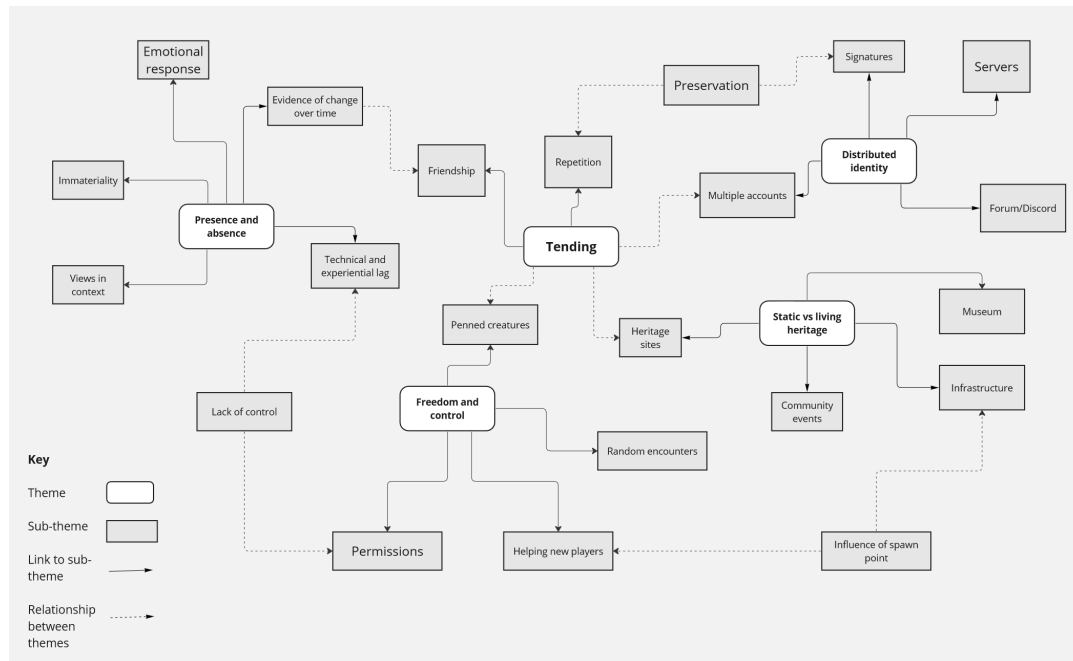 Emotional
response
Evidence of change
over time
Immateriality
Presence and
absence
Views in
context
Technical and
experiential lag
Friendship
Repetition
Preservation
Signatures
Servers
Distributed
identity
Multiple accounts
Forum/Discord
Tending
Penned creatures
Heritage
sites
Static vs living
heritage
Museum
Infrastructure
Community
events
Lack of control
Freedom and
control
Random encounters
Permissions
Helping new players
Influence of spawn
point
Key
Theme
Sub-theme
Link to sub-
theme
Relationship
between
themes